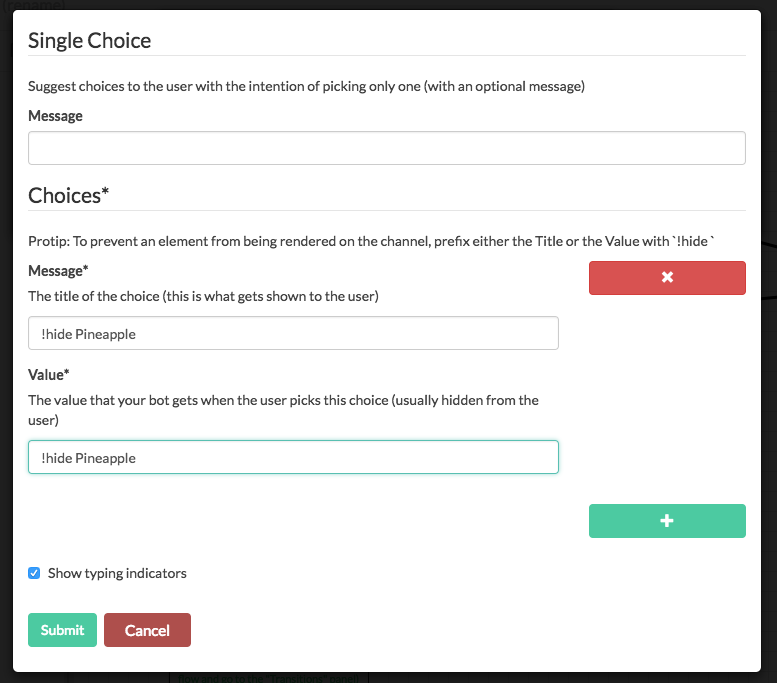 Single Choice
Suggest choices to the user with the intention of picking only one (with an optional message)
Message
Choices*
Protip: To prevent an element from being rendered on the channel, prefix either the Title or the Value with `!hide `
Message*
The title of the choice (this is what gets shown to the user)
!hide Pineapple
Value*
The value that your bot gets when the user picks this choice (usually hidden from the
user)
!hide Pineapple
Show typing indicators
Submit Cancel